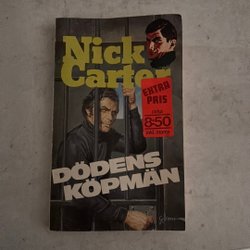 Nick
Carter
EXTRA
PRIS
8:50
DÖDENS
KÖPMÄN